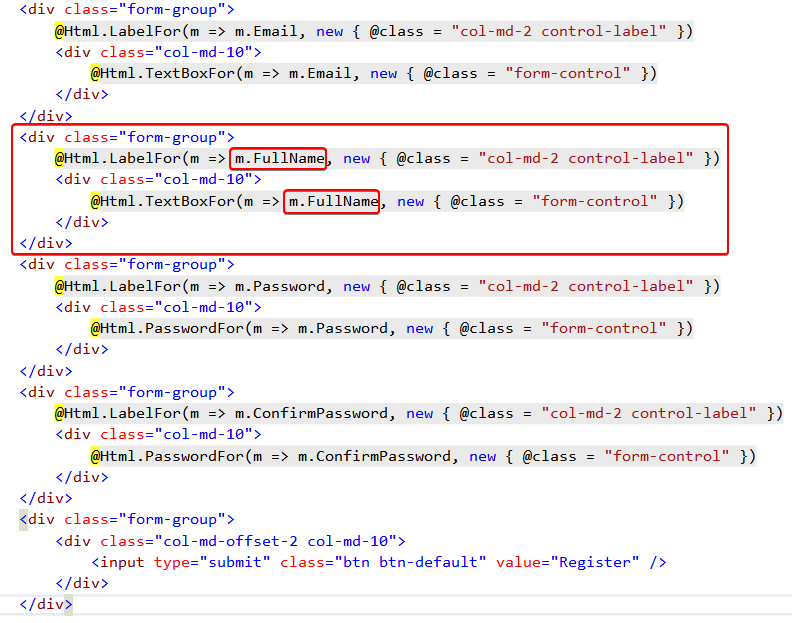 <div class="form-group">
    @Html.LabelFor(m => m.Email, new { @class = "col-md-2 control-label" })
    <div class="col-md-10">
        @Html.TextBoxFor(m => m.Email, new { @class = "form-control" })
    </div>
</div>
<div class="form-group">
    @Html.LabelFor(m => m.FullName, new { @class = "col-md-2 control-label" })
    <div class="col-md-10">
        @Html.TextBoxFor(m => m.FullName, new { @class = "form-control" })
    </div>
</div>
<div class="form-group">
    @Html.LabelFor(m => m.Password, new { @class = "col-md-2 control-label" })
    <div class="col-md-10">
        @Html.PasswordFor(m => m.Password, new { @class = "form-control" })
    </div>
</div>
<div class="form-group">
    @Html.LabelFor(m => m.ConfirmPassword, new { @class = "col-md-2 control-label" })
    <div class="col-md-10">
        @Html.PasswordFor(m => m.ConfirmPassword, new { @class = "form-control" })
    </div>
</div>
<div class="form-group">
    <div class="col-md-offset-2 col-md-10">
        <input type="submit" class="btn btn-default" value="Register" />
    </div>
</div>